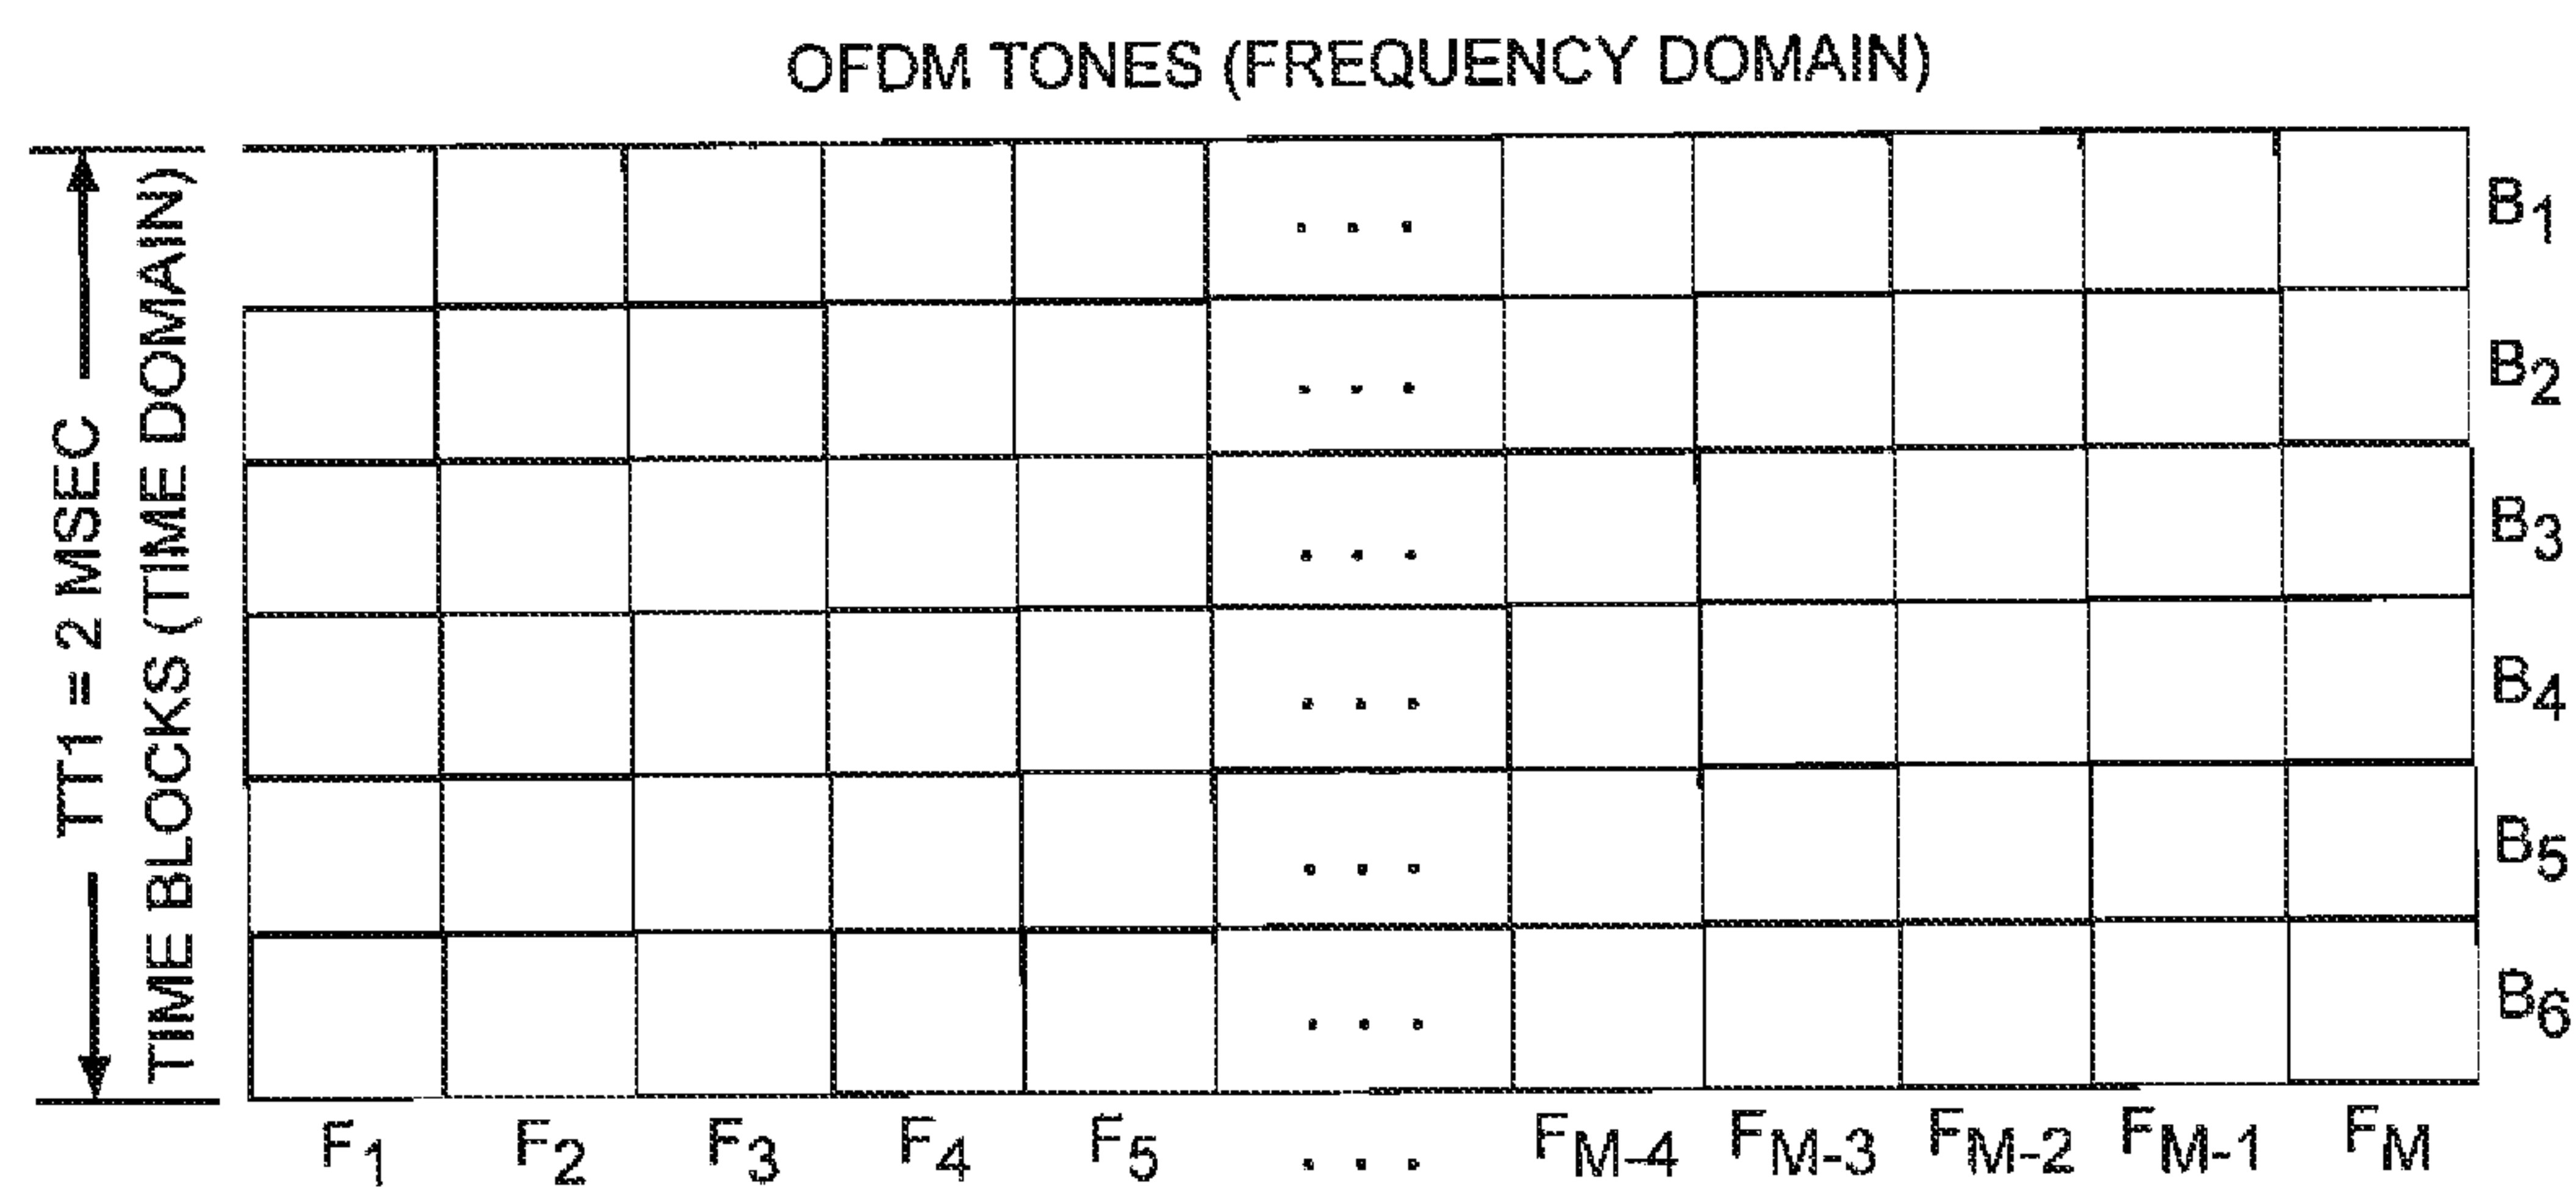 OFDM TONES (FREQUENCY DOMAIN)
TT1 = 2 MSEC
TIME BLOCKS (TIME DOMAIN)
. . . B1
. . . B2
. . . B3
. . . B4
. . . B5
. . . B6
F1 F2 F3 F4 F5 . . . FM-4 FM-3 FM-2 FM-1 FM